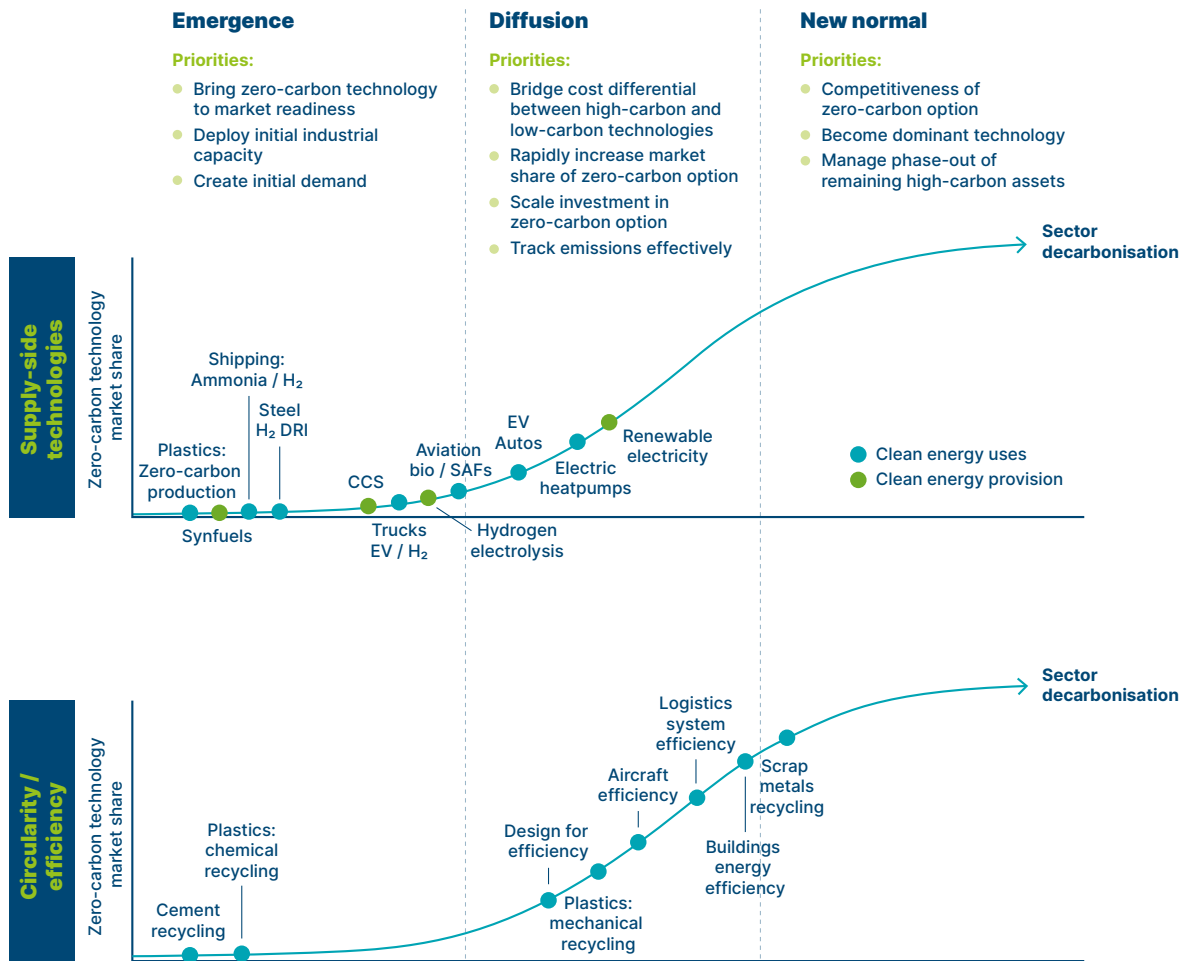 Emergence
Priorities:
Bring zero-carbon technology
to market readiness
Deploy initial industrial
capacity
Create initial demand
Diffusion
Priorities:
Bridge cost differential
between high-carbon and
low-carbon technologies
Rapidly increase market
share of zero-carbon option
Scale investment in
zero-carbon option
Track emissions effectively
New normal
Priorities:
Competitiveness of
zero-carbon option
Become dominant technology
Manage phase-out of
remaining high-carbon assets
Supply-side
technologies
Zero-carbon technology
market share
Plastics:
Zero-carbon
production
Synfuels
Shipping:
Ammonia / H₂
Steel
H₂ DRI
CCS
Trucks
EV / H₂
Aviation
bio / SAFs
Hydrogen
electrolysis
EV
Autos
Electric
heatpumps
Renewable
electricity
Sector
decarbonisation
Clean energy uses
Clean energy provision
Circularity /
efficiency
Zero-carbon technology
market share
Cement
recycling
Plastics:
chemical
recycling
Design for
efficiency
Plastics:
mechanical
recycling
Aircraft
efficiency
Logistics
system
efficiency
Buildings
energy
efficiency
Scrap
metals
recycling
Sector
decarbonisation